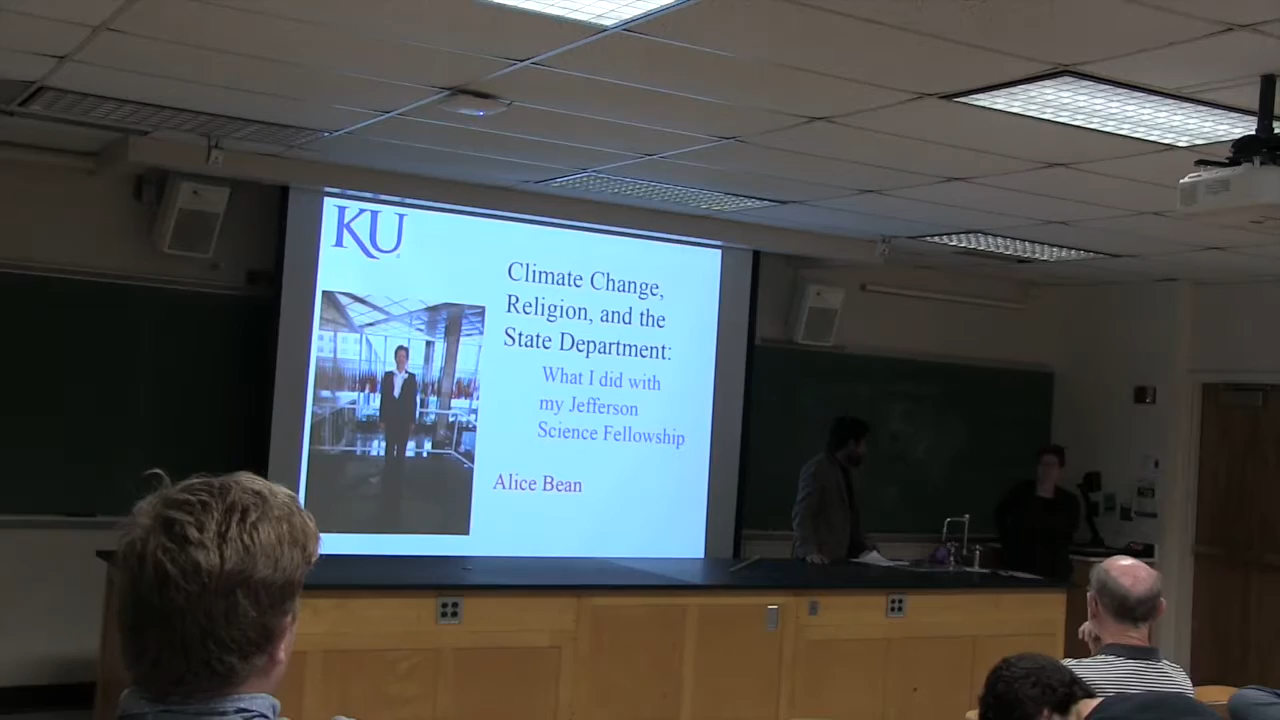 KU
Climate Change,
Religion, and the
State Department:
What I did with
my Jefferson
Science Fellowship
Alice Bean